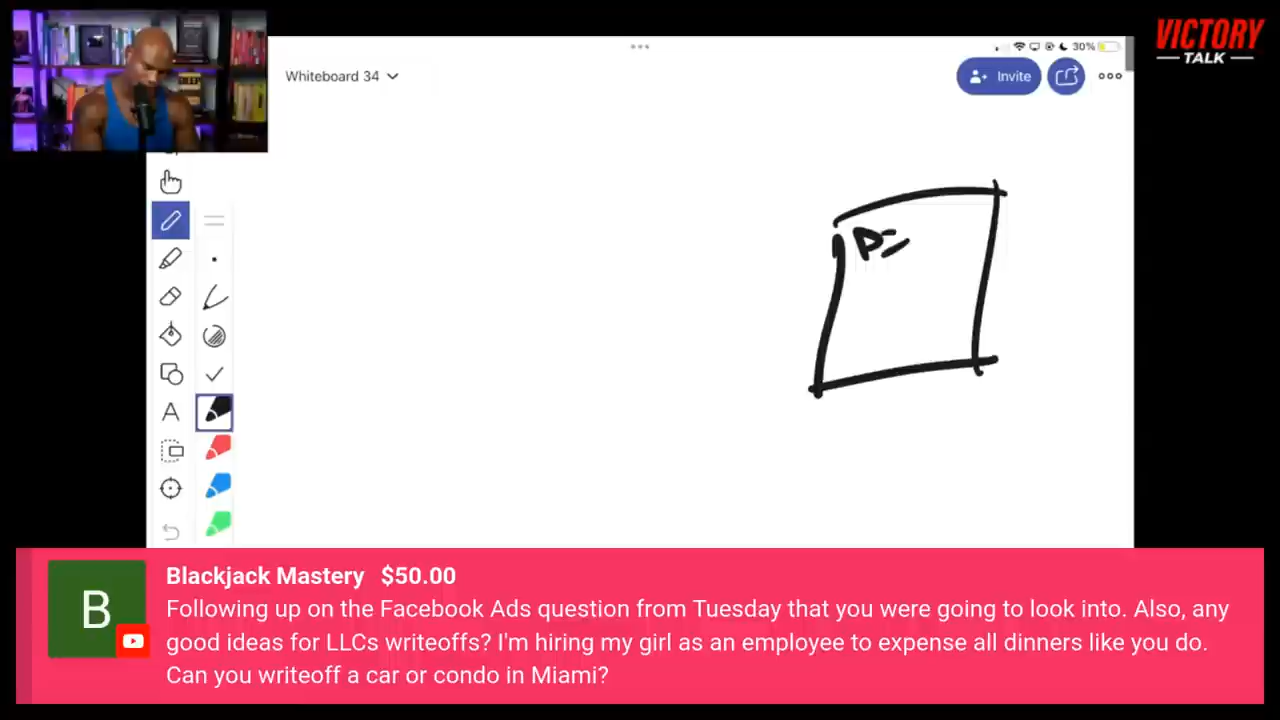 VICTORY
TALK
30%
Whiteboard 34
Invite
A
B
Blackjack Mastery $50.00
Following up on the Facebook Ads question from Tuesday that you were going to look into. Also, any
good ideas for LLCs writeoffs? I'm hiring my girl as an employee to expense all dinners like you do.
Can you writeoff a car or condo in Miami?